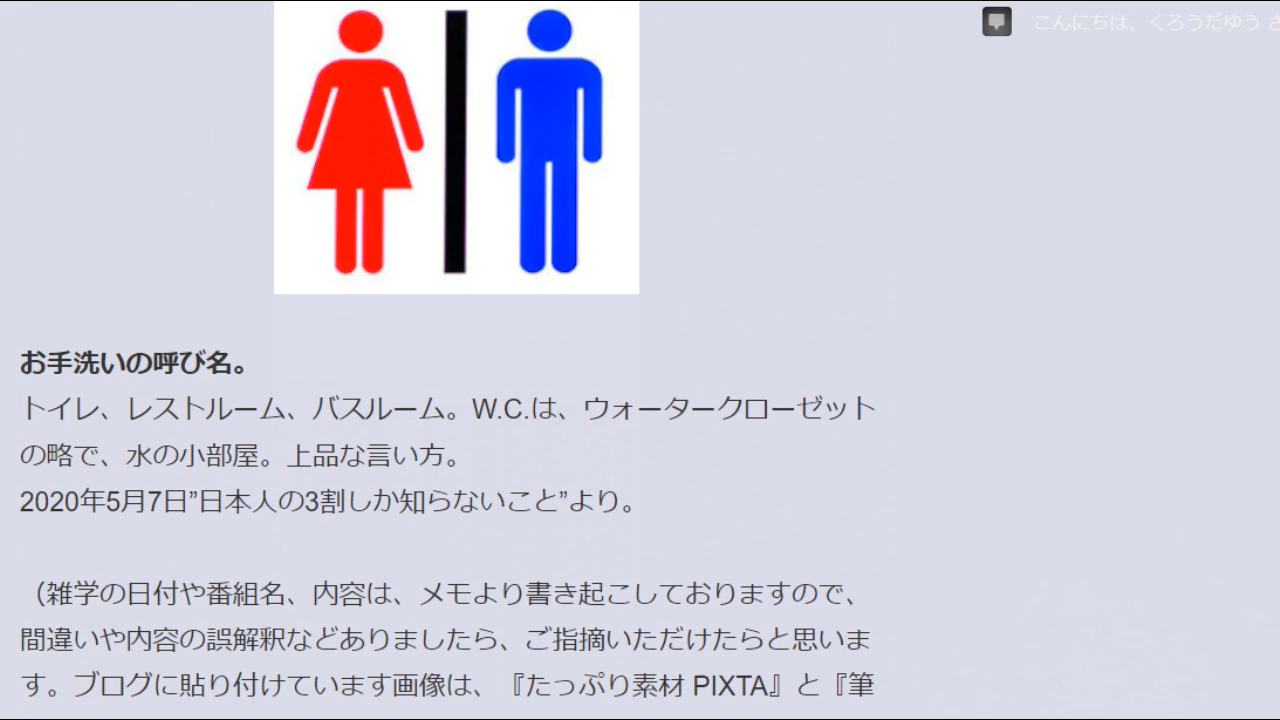 こんにちは、くろうだゆう さ
お手洗いの呼び名。
トイレ、レストルーム、バスルーム。W.C.は、ウォータークローゼット
の略で、水の小部屋。上品な言い方。
2020年5月7日”日本人の3割しか知らないこと”より。
（雑学の日付や番組名、内容は、メモより書き起こしておりますので、
間違いや内容の誤解釈などありましたら、ご指摘いただけたらと思いま
す。ブログに貼り付けています画像は、『たっぷり素材 PIXTA』と『筆